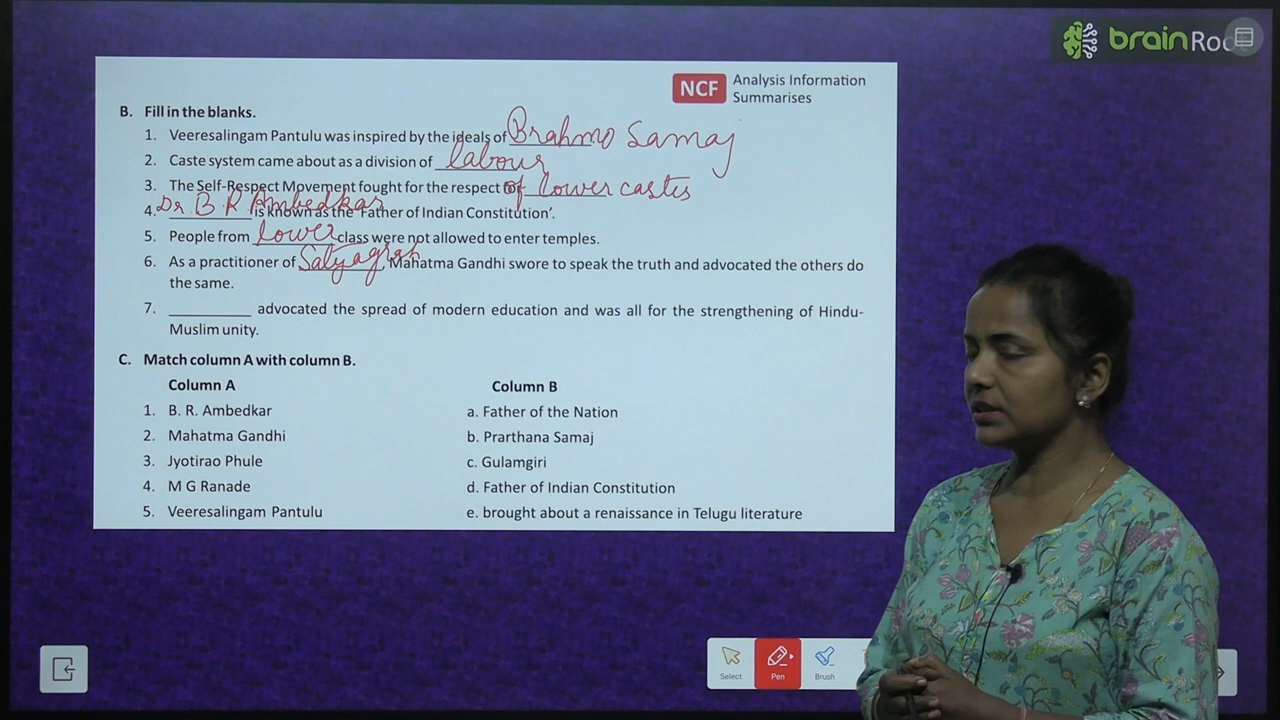 brainRoo
NCF Analysis Information
Summarises
B. Fill in the blanks.
1. Veeresalingam Pantulu was inspired by the ideals of Brahmo Samaj
2. Caste system came about as a division of labour
3. The Self-Respect Movement fought for the respect of lower castes
4. Dr. B R Ambedkar is known as the 'Father of Indian Constitution'.
5. People from lower class were not allowed to enter temples.
6. As a practitioner of Satyagrah, Mahatma Gandhi swore to speak the truth and advocated the others do
the same.
7. ________ advocated the spread of modern education and was all for the strengthening of Hindu-
Muslim unity.
C. Match column A with column B.
Column A Column B
1. B. R. Ambedkar a. Father of the Nation
2. Mahatma Gandhi b. Prarthana Samaj
3. Jyotirao Phule c. Gulamgiri
4. M G Ranade d. Father of Indian Constitution
5. Veeresalingam Pantulu e. brought about a renaissance in Telugu literature
Select Pen Brush